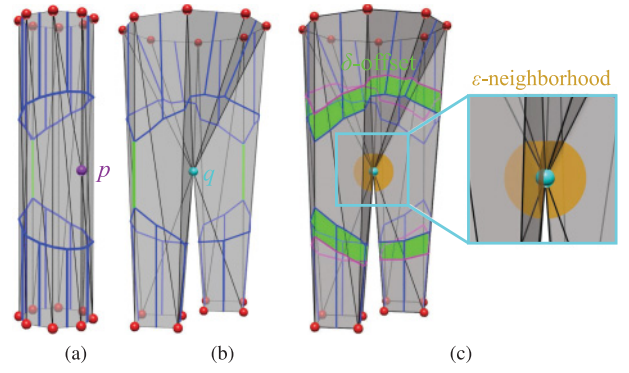 δ-offset
ε-neighborhood
p
q
(a)
(b)
(c)